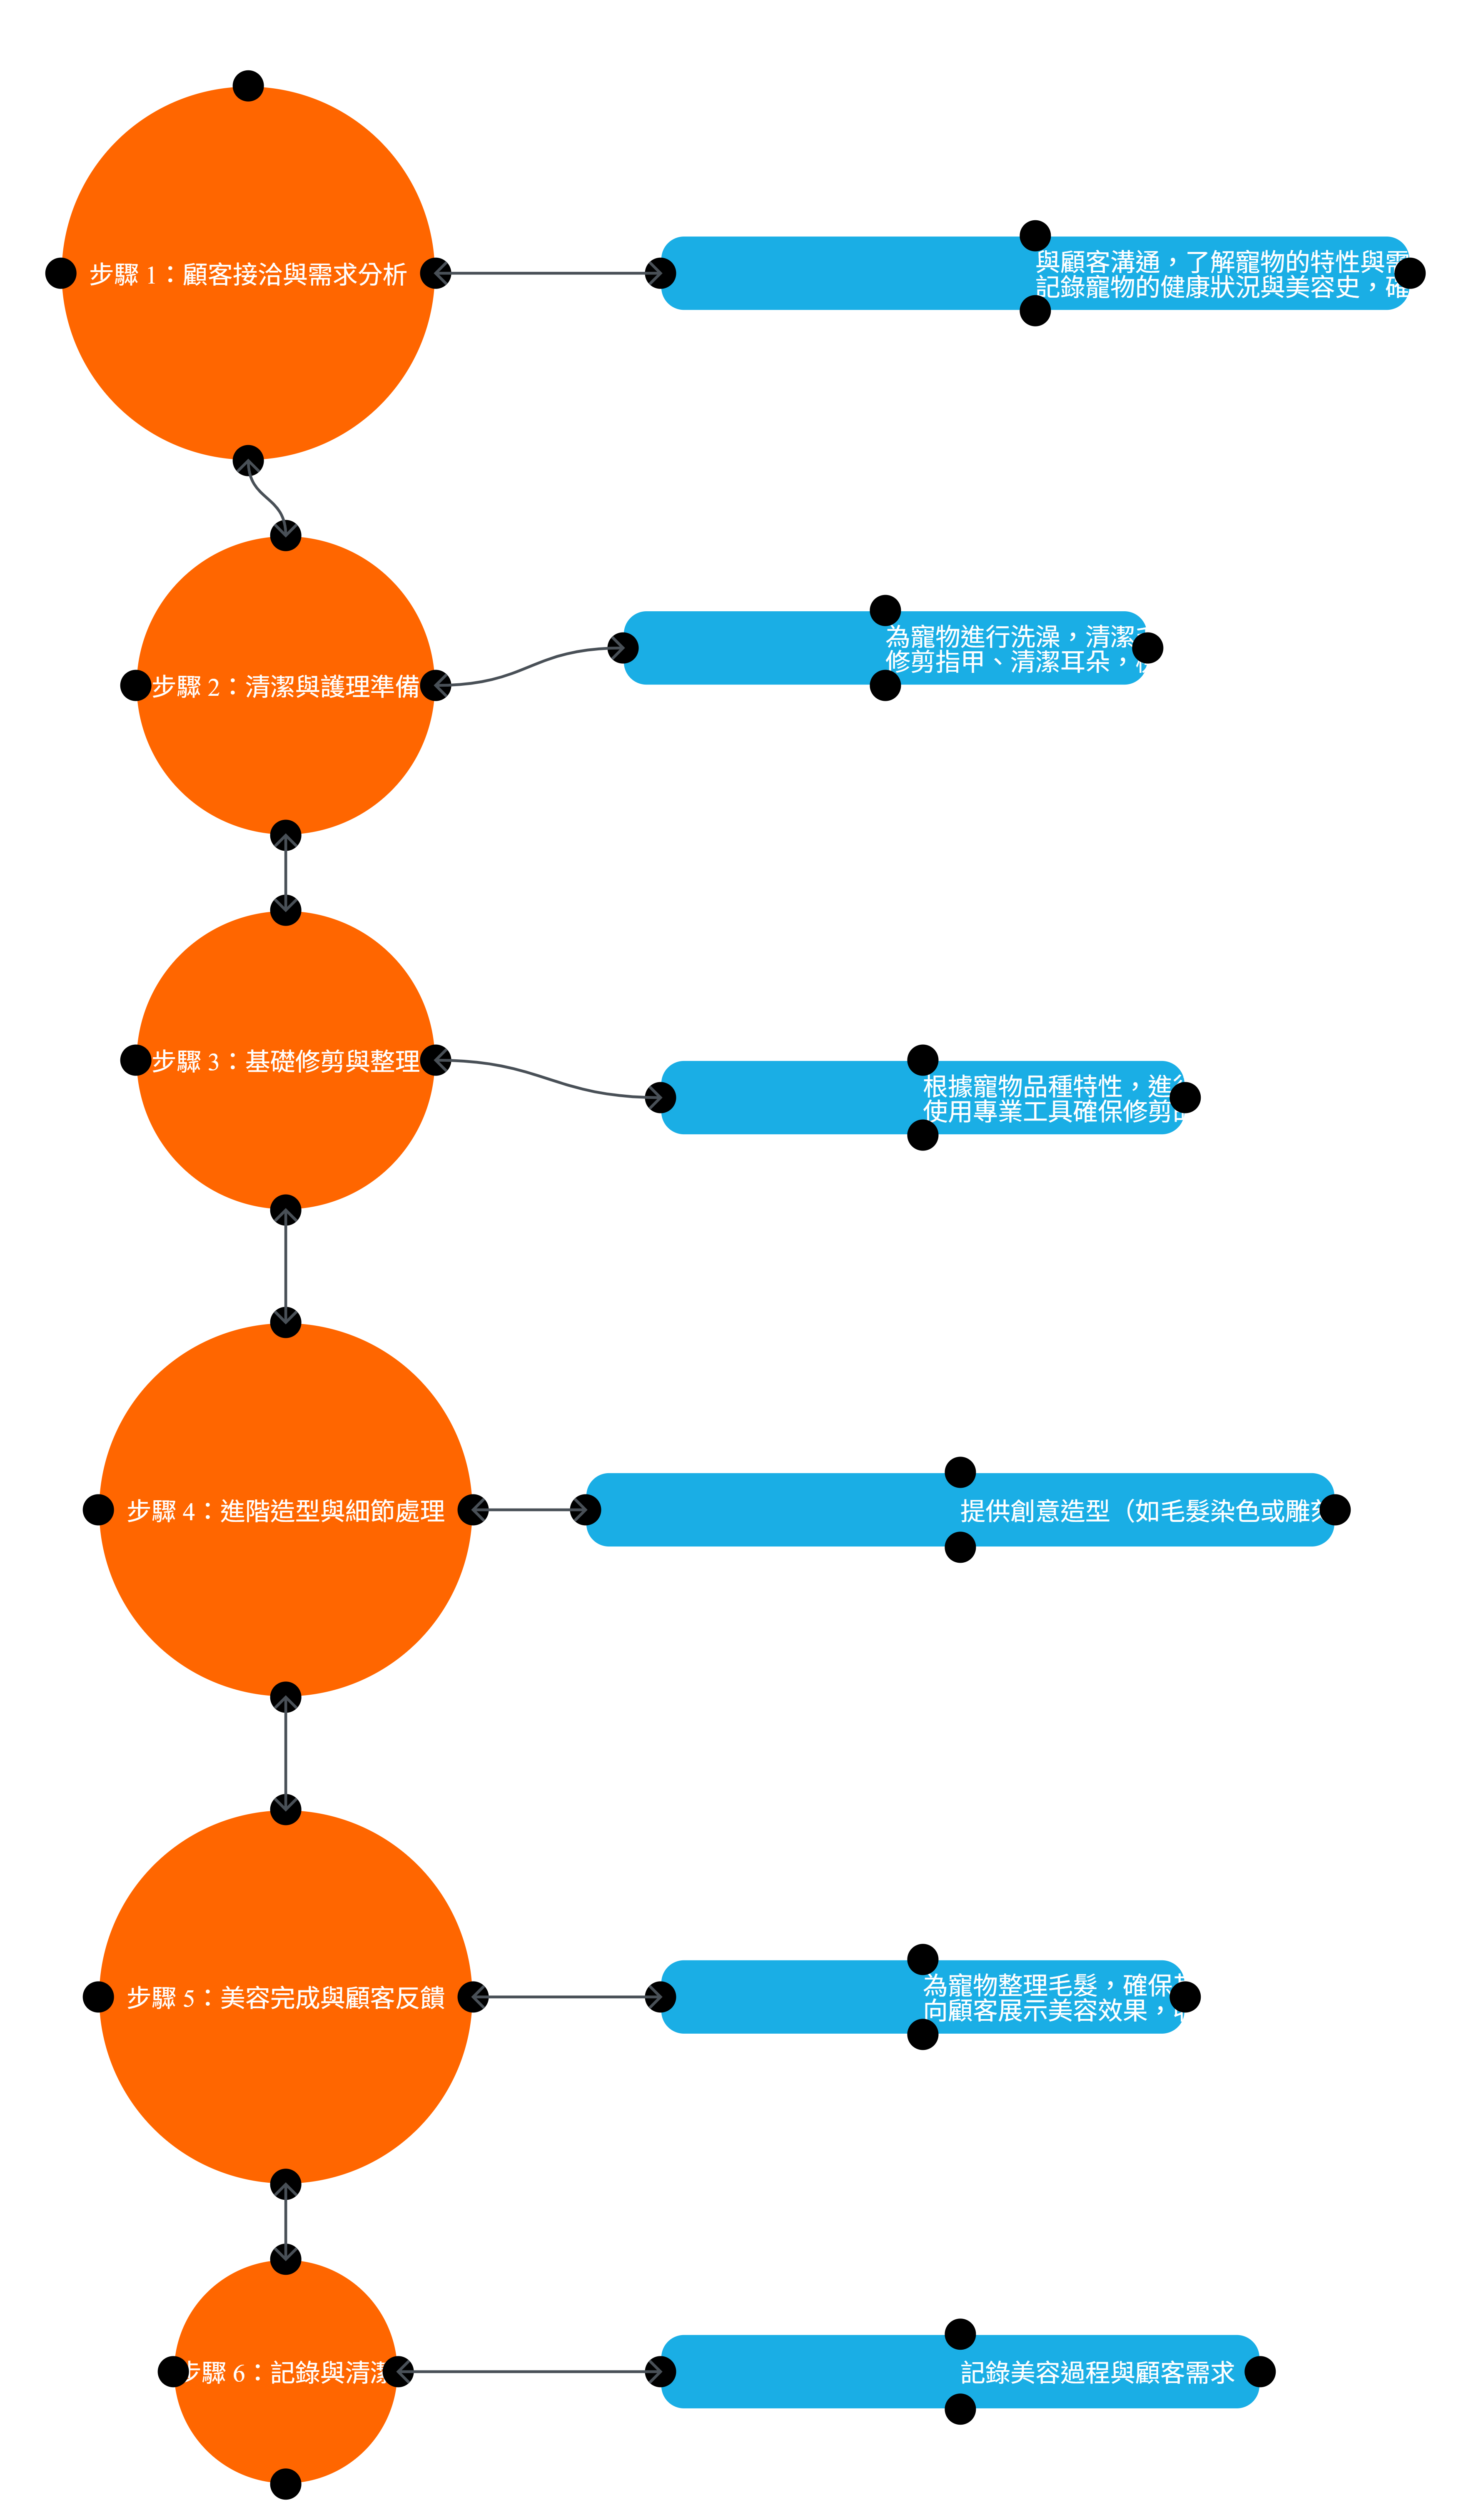 步驟 1：顧客接洽與需求分析
與顧客溝通，了解寵物的特性與需
記錄寵物的健康狀況與美容史，確
步驟 2：清潔與護理準備
為寵物進行洗澡，清潔
修剪指甲、清潔耳朵，
步驟 3：基礎修剪與整理
根據寵物品種特性，進
使用專業工具確保修剪
步驟 4：進階造型與細節處理
提供創意造型（如毛髮染色或雕
步驟 5：美容完成與顧客反饋
為寵物整理毛髮，確保
向顧客展示美容效果，
步驟 6：記錄與清潔
記錄美容過程與顧客需求